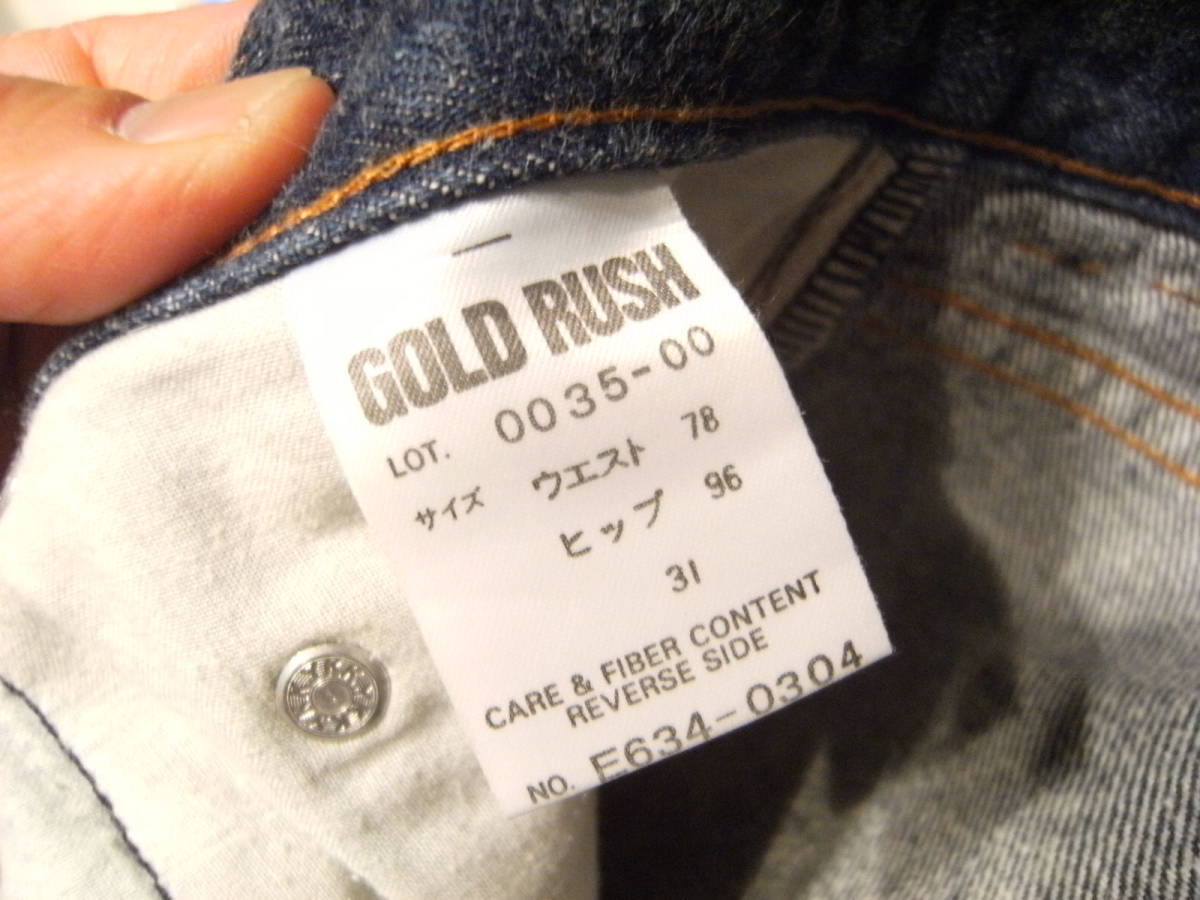 GOLD RUSH
LOT. 0035-00
サイズ ウエスト 78
ヒップ 96
31
CARE & FIBER CONTENT
REVERSE SIDE
NO. E634-0304